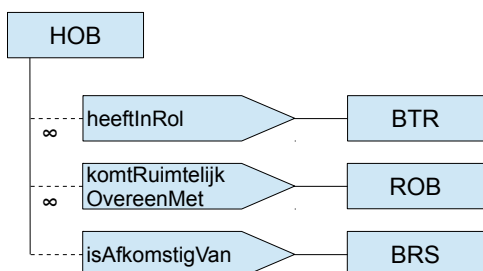 HOB
heeftInRol
BTR
∞
komtRuimtelijk
OvereenMet
ROB
∞
isAfkomstigVan
BRS